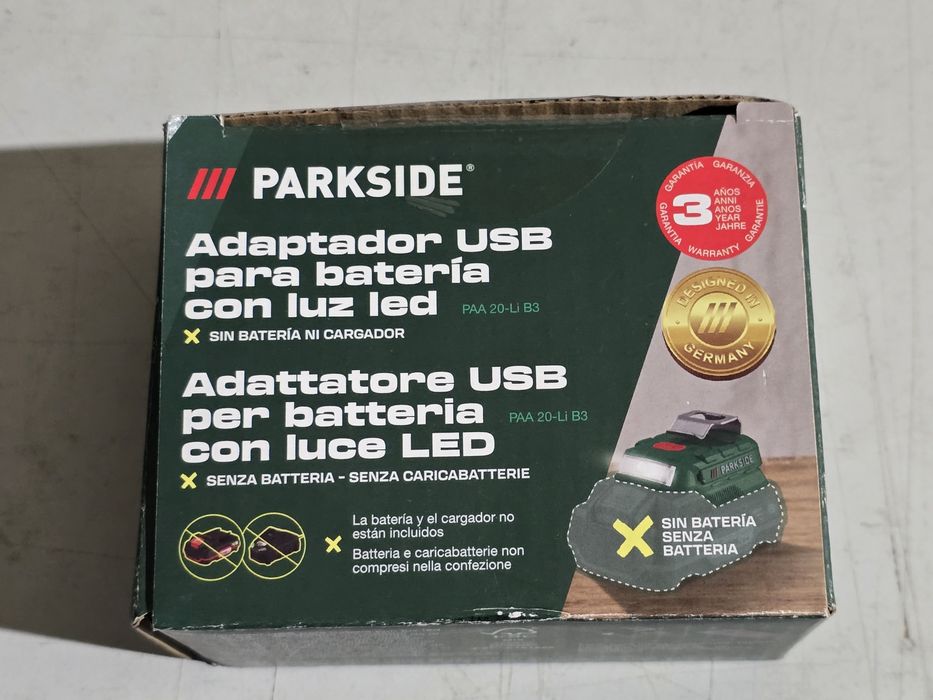 PARKSIDE®
Adaptador USB
para batería
con luz led PAA 20-Li B3
SIN BATERÍA NI CARGADOR
Adattatore USB
per batteria PAA 20-Li B3
con luce LED
SENZA BATTERIA - SENZA CARICABATTERIE
La batería y el cargador no
están incluidos
Batteria e caricabatterie non
compresi nella confezione
GARANTÍA GARANZIA
GARANTIA WARRANTY GARANTIE
3
AÑOS
ANNI
ANOS
YEAR
JAHRE
DESIGNED IN
GERMANY
PARKSIDE
SIN BATERÍA
SENZA
BATTERIA